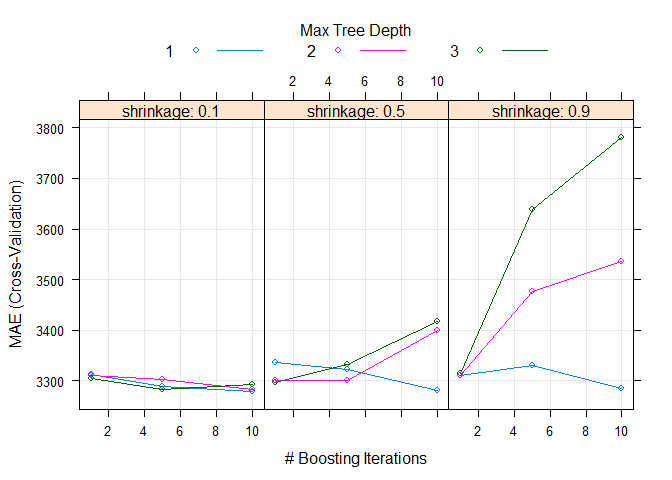 Max Tree Depth
1 2 3
2 4 6 8 10
shrinkage: 0.1 shrinkage: 0.5 shrinkage: 0.9
3800
3700
3600
3500
3400
3300
MAE (Cross-Validation)
2 4 6 8 10 2 4 6 8 10
# Boosting Iterations